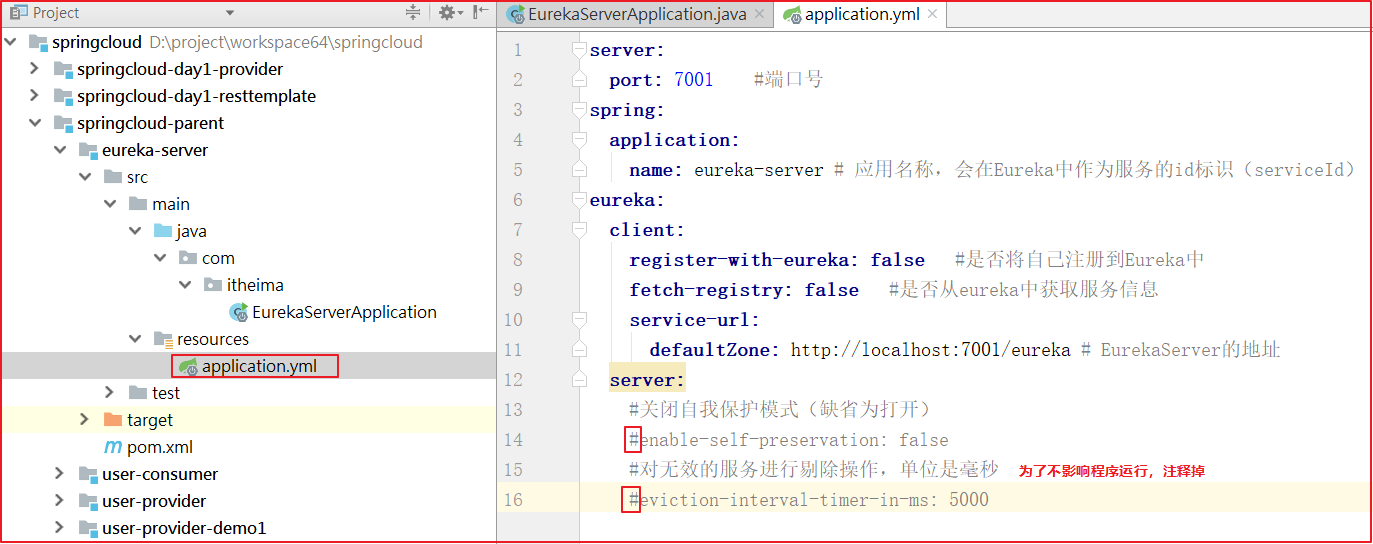 Project
springcloud D:\project\workspace64\springcloud
springcloud-day1-provider
springcloud-day1-resttemplate
springcloud-parent
eureka-server
src
main
java
com
itheima
EurekaServerApplication
resources
application.yml
test
target
pom.xml
user-consumer
user-provider
user-provider-demo1
EurekaServerApplication.java
application.yml
1 server:
2 port: 7001 #端口号
3 spring:
4 application:
5 name: eureka-server # 应用名称，会在Eureka中作为服务的id标识（serviceId）
6 eureka:
7 client:
8 register-with-eureka: false #是否将自己注册到Eureka中
9 fetch-registry: false #是否从eureka中获取服务信息
10 service-url:
11 defaultZone: http://localhost:7001/eureka # EurekaServer的地址
12 server:
13 #关闭自我保护模式（缺省为打开）
14 #enable-self-preservation: false
15 #对无效的服务进行剔除操作，单位是毫秒 为了不影响程序运行，注释掉
16 #eviction-interval-timer-in-ms: 5000